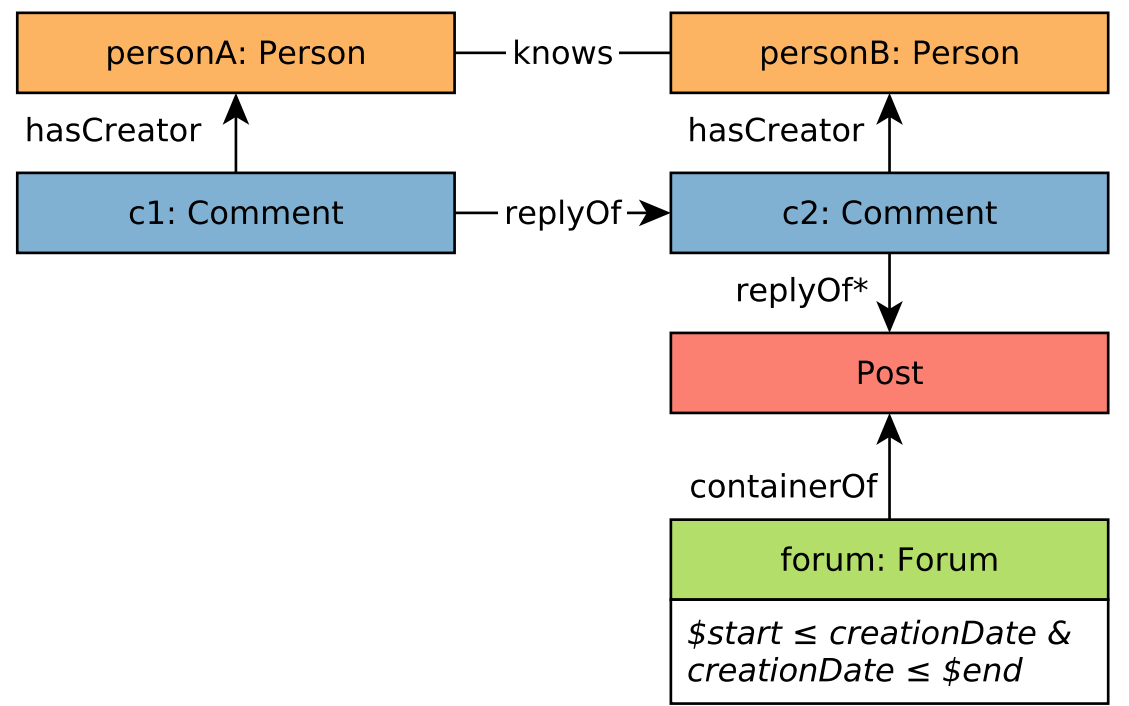 personA: Person
knows
personB: Person
hasCreator
hasCreator
c1: Comment
replyOf
c2: Comment
replyOf*
Post
containerOf
forum: Forum
$start ≤ creationDate &
creationDate ≤ $end